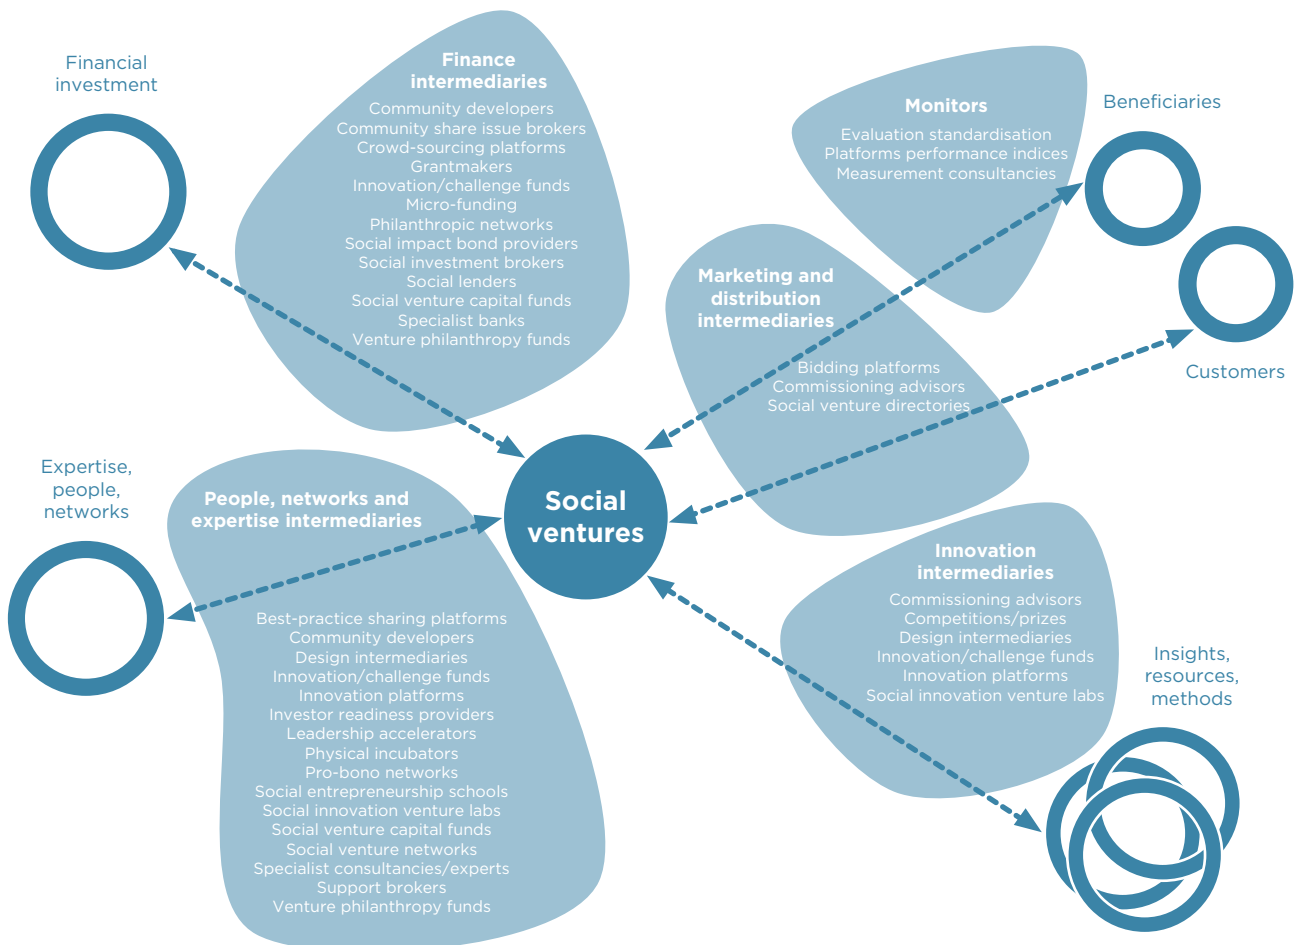 Financial
investment
Finance
intermediaries
Community developers
Community share issue brokers
Crowd-sourcing platforms
Grantmakers
Innovation/challenge funds
Micro-funding
Philanthropic networks
Social impact bond providers
Social investment brokers
Social lenders
Social venture capital funds
Specialist banks
Venture philanthropy funds
Monitors
Evaluation standardisation
Platforms performance indices
Measurement consultancies
Beneficiaries
Customers
Marketing and
distribution
intermediaries
Bidding platforms
Commissioning advisors
Social venture directories
Expertise,
people,
networks
People, networks and
expertise intermediaries
Best-practice sharing platforms
Community developers
Design intermediaries
Innovation/challenge funds
Innovation platforms
Investor readiness providers
Leadership accelerators
Physical incubators
Pro-bono networks
Social entrepreneurship schools
Social innovation venture labs
Social venture capital funds
Social venture networks
Specialist consultancies/experts
Support brokers
Venture philanthropy funds
Social
ventures
Innovation
intermediaries
Commissioning advisors
Competitions/prizes
Design intermediaries
Innovation/challenge funds
Innovation platforms
Social innovation venture labs
Insights,
resources,
methods